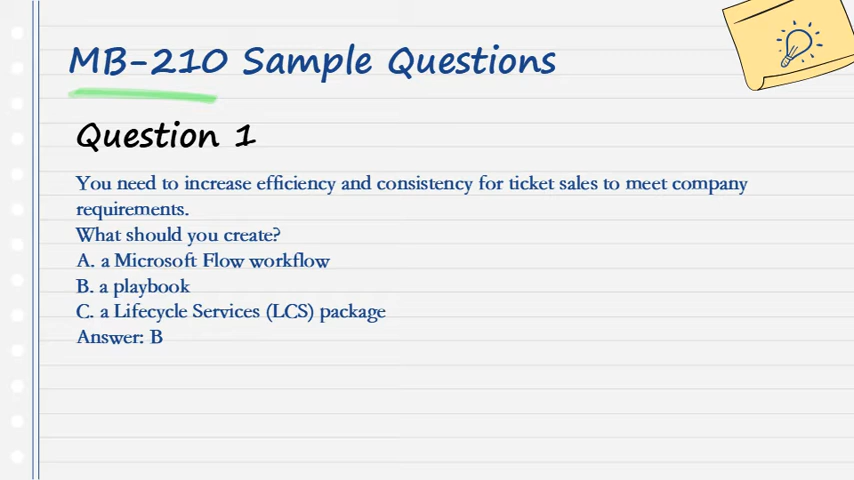 MB-210 Sample Questions
Question 1
You need to increase efficiency and consistency for ticket sales to meet company
requirements.
What should you create?
A. a Microsoft Flow workflow
B. a playbook
C. a Lifecycle Services (LCS) package
Answer: B